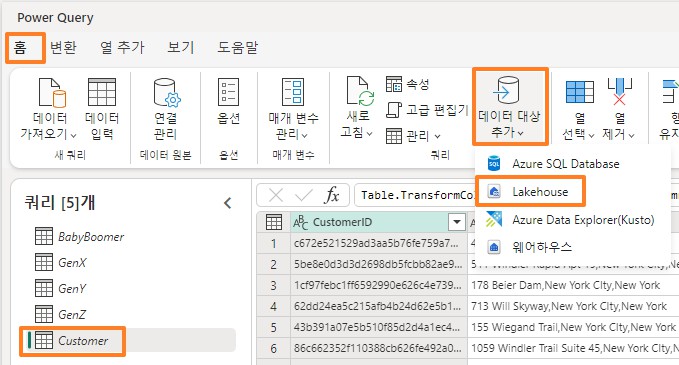 Power Query
홈 변환 열 추가 보기 도움말
데이터 가져오기
데이터 입력
새 쿼리
연결 관리
데이터 원본
옵션
옵션
매개 변수 관리
매개 변수
새로 고침
속성
고급 편집기
관리
쿼리
데이터 대상 추가
열 선택
열 제거
Azure SQL Database
Lakehouse
Azure Data Explorer(Kusto)
웨어하우스
쿼리 [5]개
BabyBoomer
GenX
GenY
GenZ
Customer
Table.TransformCo
CustomerID
1 c672e521529ad3aa5b76fe759a7...
2 5be8e0d3d3d2698db5fcbb82ae9...
3 1cf97febc1ff6592990e626c4e739... 178 Beier Dam,New York CIty,New York
4 62dd24ea5c215afb4b24d62e5b1... 713 Will Skyway,New York CIty,New York
5 43b391a07e5b510f85d2d4a1ec4... 155 Wiegand Trail,New York City,New York
6 86c662352f110388cb626fe492a0... 1059 Windler Trail Suite 45,New York City,New York